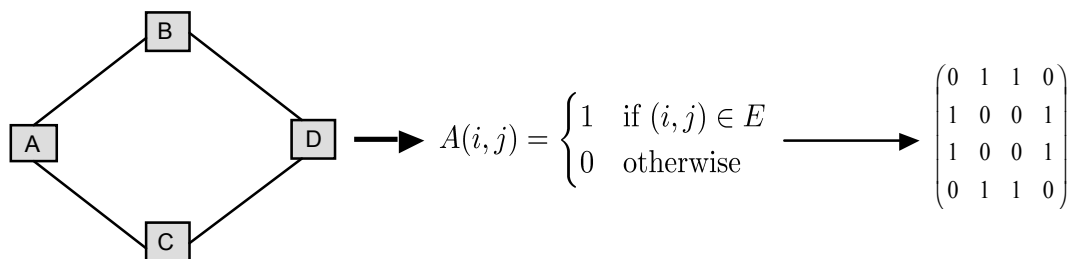 B
A
D
C
A(i, j) = { 1 if (i, j) ∈ E
0 otherwise
0 1 1 0
1 0 0 1
1 0 0 1
0 1 1 0